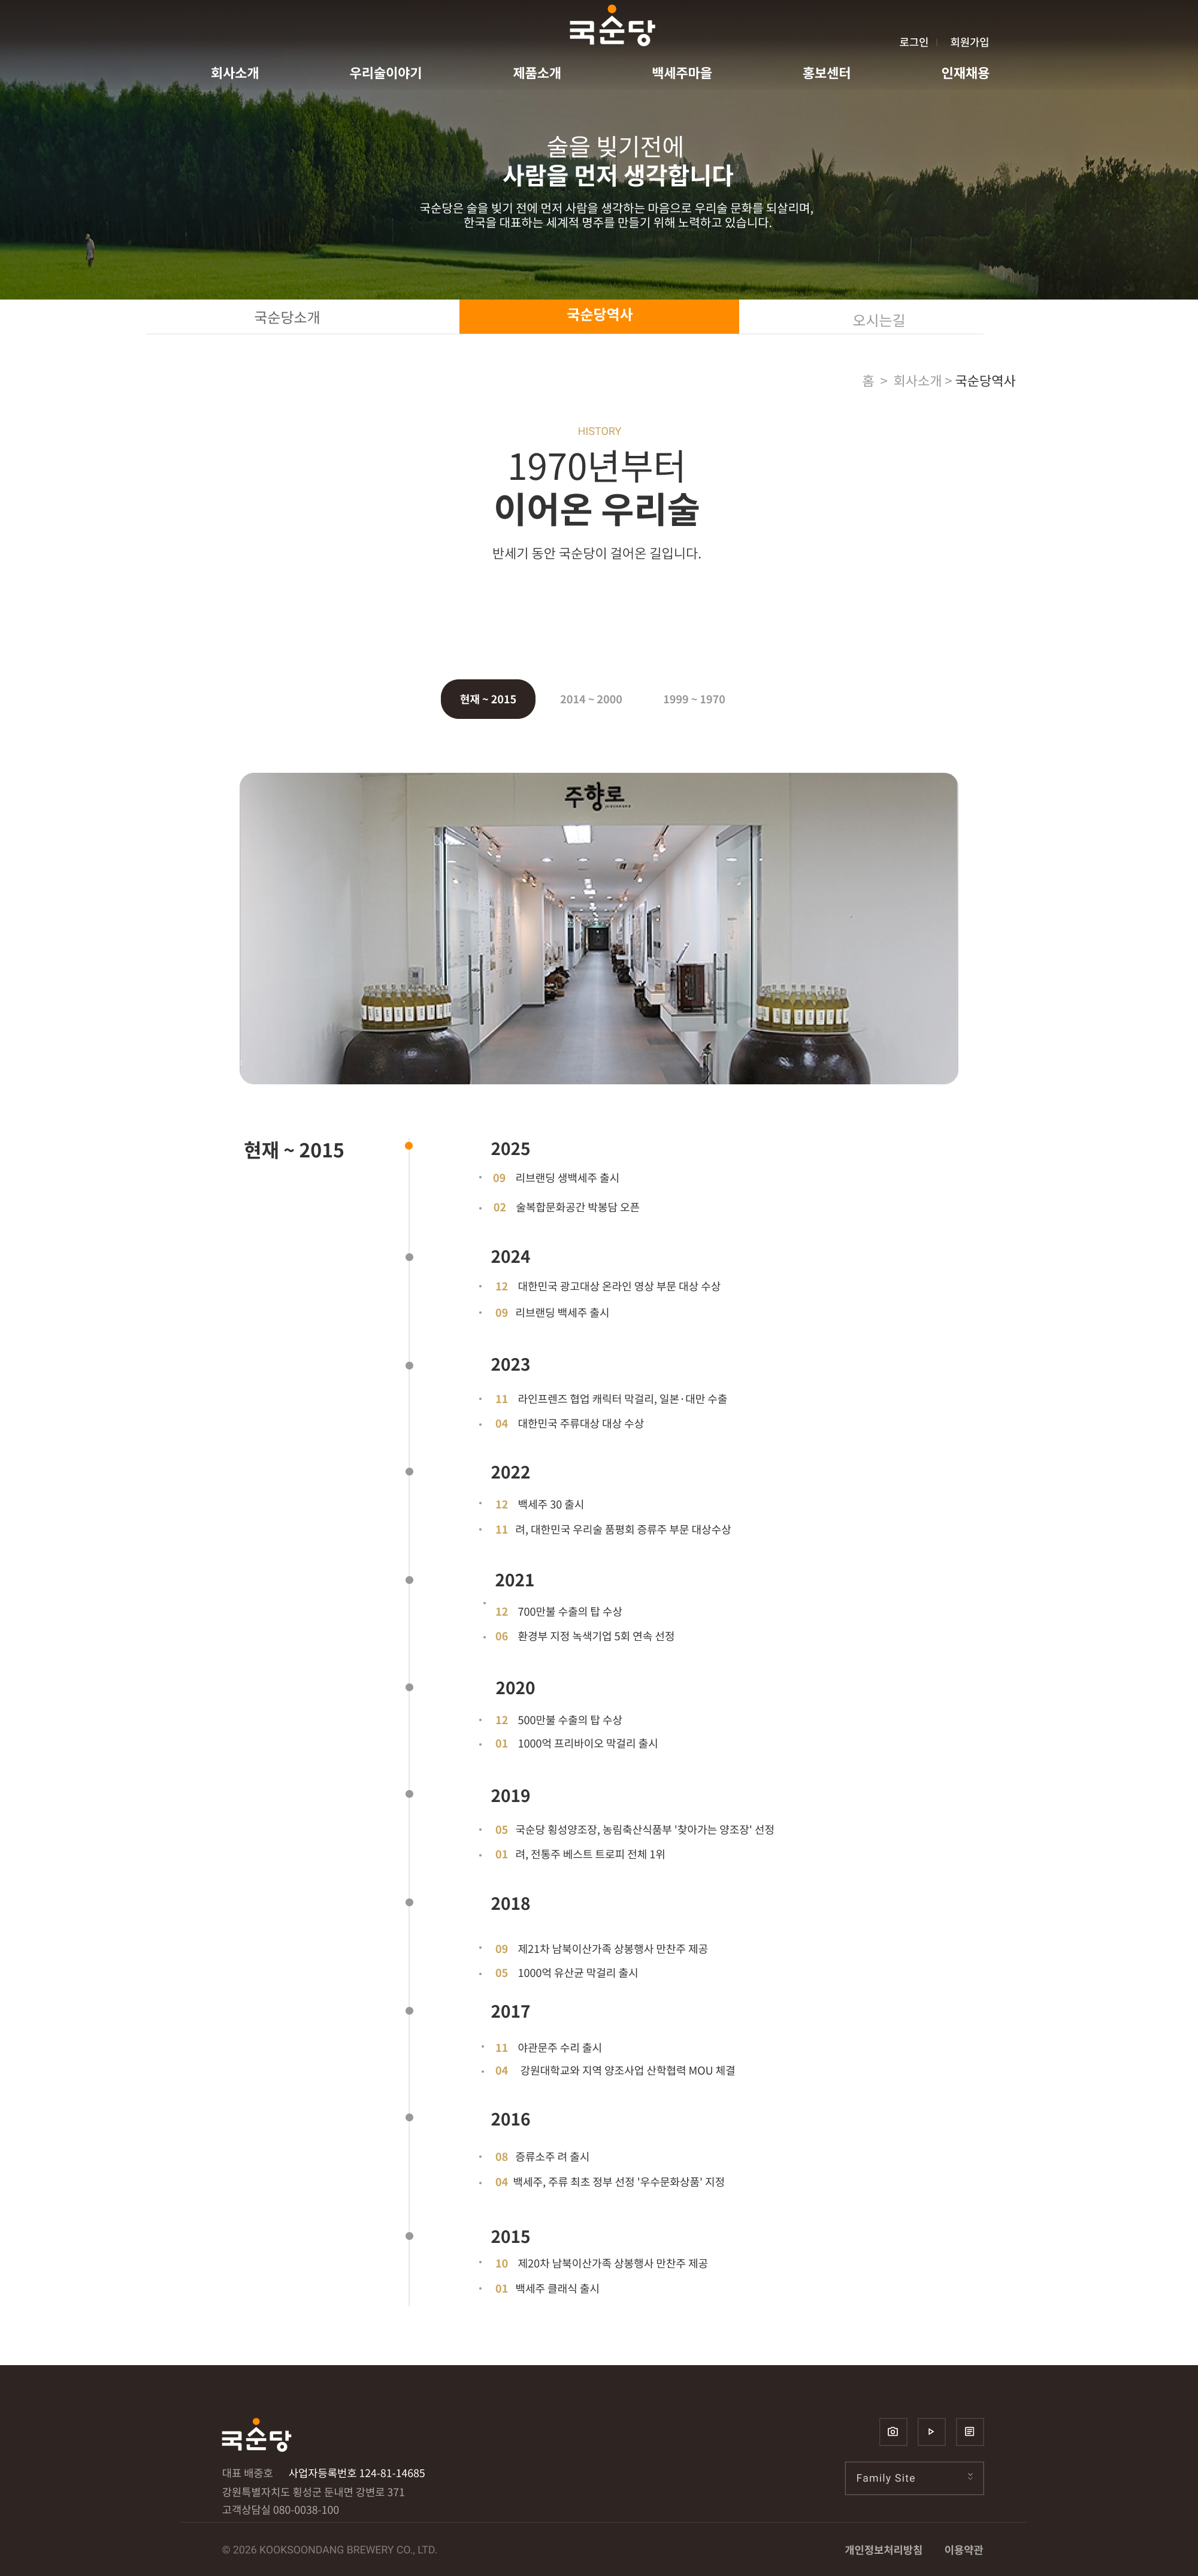 국순당
로그인 | 회원가입
회사소개 우리술이야기 제품소개 백세주마을 홍보센터 인재채용
술을 빚기전에
사람을 먼저 생각합니다
국순당은 술을 빚기 전에 먼저 사람을 생각하는 마음으로 우리술 문화를 되살리며,
한국을 대표하는 세계적 명주를 만들기 위해 노력하고 있습니다.
국순당소개 국순당역사 오시는길
홈 > 회사소개 > 국순당역사
HISTORY
1970년부터
이어온 우리술
반세기 동안 국순당이 걸어온 길입니다.
현재 ~ 2015 2014 ~ 2000 1999 ~ 1970
주향로
현재 ~ 2015
2025
09 리브랜딩 생백세주 출시
02 술복합문화공간 박봉담 오픈
2024
12 대한민국 광고대상 온라인 영상 부문 대상 수상
09 리브랜딩 백세주 출시
2023
11 라인프렌즈 협업 캐릭터 막걸리, 일본·대만 수출
04 대한민국 주류대상 대상 수상
2022
12 백세주 30 출시
11 려, 대한민국 우리술 품평회 증류주 부문 대상수상
2021
12 700만불 수출의 탑 수상
06 환경부 지정 녹색기업 5회 연속 선정
2020
12 500만불 수출의 탑 수상
01 1000억 프리바이오 막걸리 출시
2019
05 국순당 횡성양조장, 농림축산식품부 '찾아가는 양조장' 선정
01 려, 전통주 베스트 트로피 전체 1위
2018
09 제21차 남북이산가족 상봉행사 만찬주 제공
05 1000억 유산균 막걸리 출시
2017
11 야관문주 수리 출시
04 강원대학교와 지역 양조사업 산학협력 MOU 체결
2016
08 증류소주 려 출시
04 백세주, 주류 최초 정부 선정 '우수문화상품' 지정
2015
10 제20차 남북이산가족 상봉행사 만찬주 제공
01 백세주 클래식 출시
국순당
대표 배중호 사업자등록번호 124-81-14685
강원특별자치도 횡성군 둔내면 강변로 371
고객상담실 080-0038-100
Family Site
© 2026 KOOKSOONDANG BREWERY CO., LTD.
개인정보처리방침 이용약관